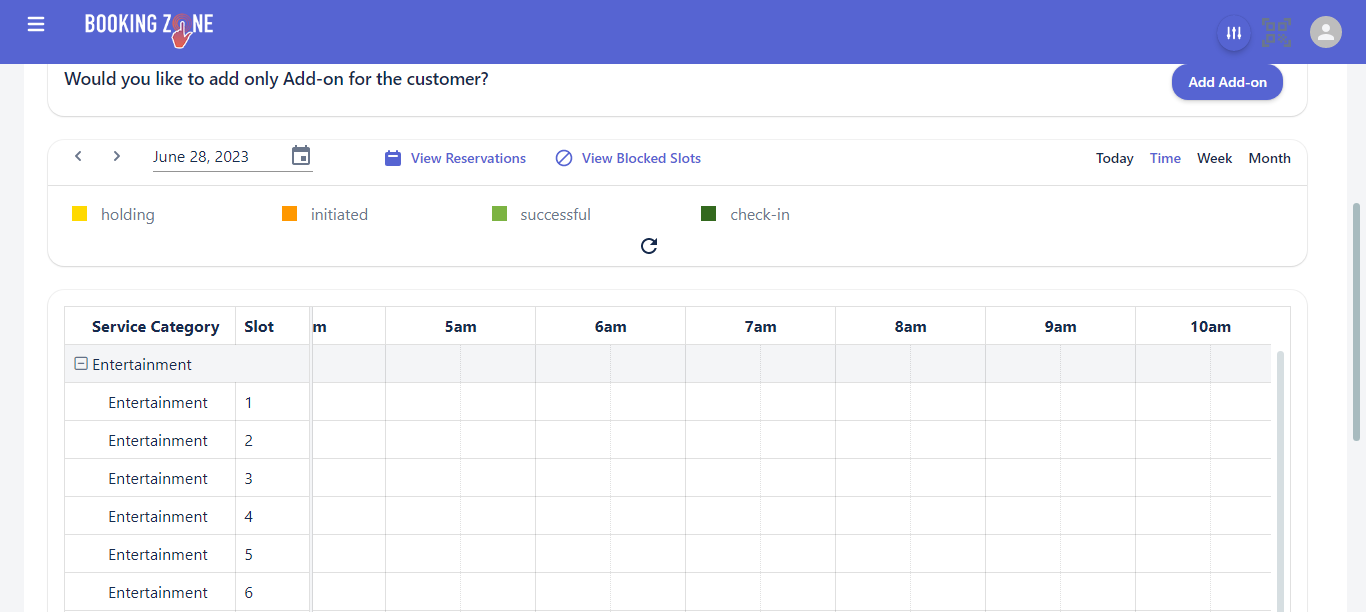 BOOKING ZONE
Would you like to add only Add-on for the customer?
Add Add-on
June 28, 2023
View Reservations
View Blocked Slots
Today Time Week Month
holding initiated successful check-in
Service Category Slot m 5am 6am 7am 8am 9am 10am
Entertainment
Entertainment 1
Entertainment 2
Entertainment 3
Entertainment 4
Entertainment 5
Entertainment 6